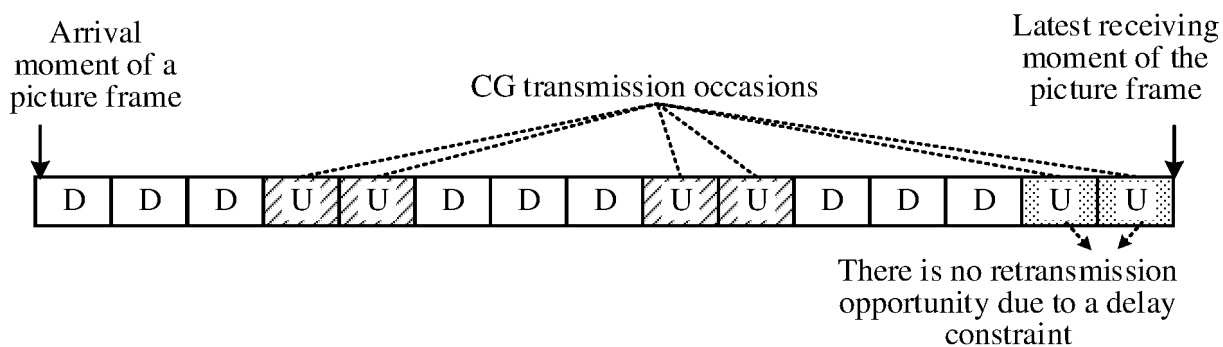 Arrival
moment of a
picture frame
CG transmission occasions
Latest receiving
moment of the
picture frame
D D D U U D D D U U D D D U U
There is no retransmission
opportunity due to a delay
constraint